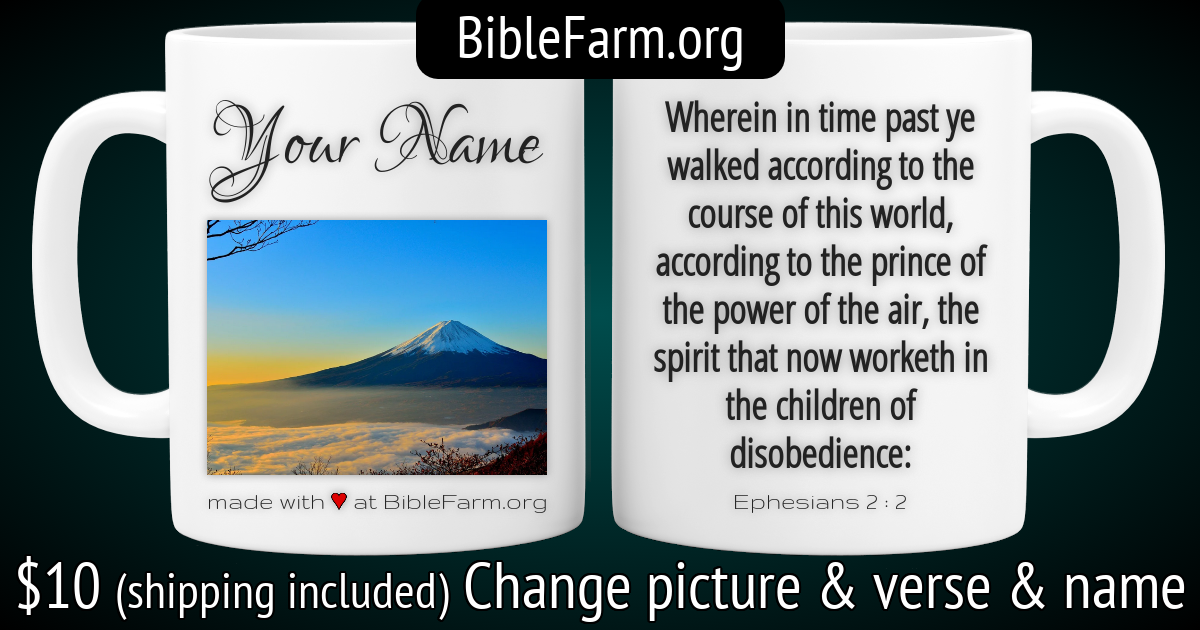 BibleFarm.org
Your Name
made with ♥ at BibleFarm.org
Wherein in time past ye
walked according to the
course of this world,
according to the prince of
the power of the air, the
spirit that now worketh in
the children of
disobedience:
Ephesians 2 : 2
$10 (shipping included) Change picture & verse & name